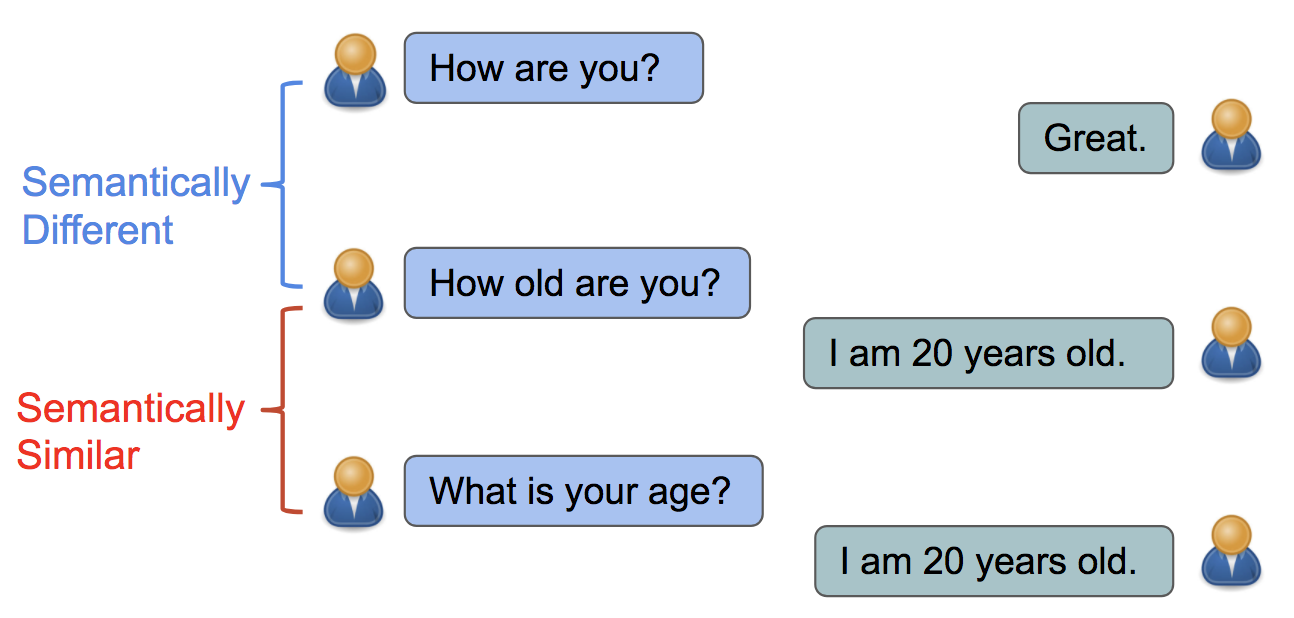 How are you?
Great.
Semantically
Different
How old are you?
I am 20 years old.
Semantically
Similar
What is your age?
I am 20 years old.